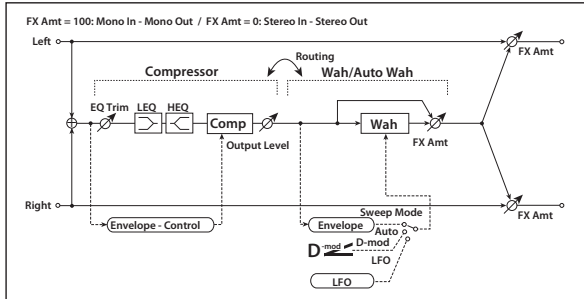 FX Amt = 100: Mono In - Mono Out / FX Amt = 0: Stereo In - Stereo Out
Left
FX Amt
Routing
Compressor
Wah/Auto Wah
EQ Trim
LEQ
HEQ
Comp
Output Level
Wah
FX Amt
Right
FX Amt
Envelope - Control
Envelope
Sweep Mode
Auto
D-mod
D-mod
LFO
LFO